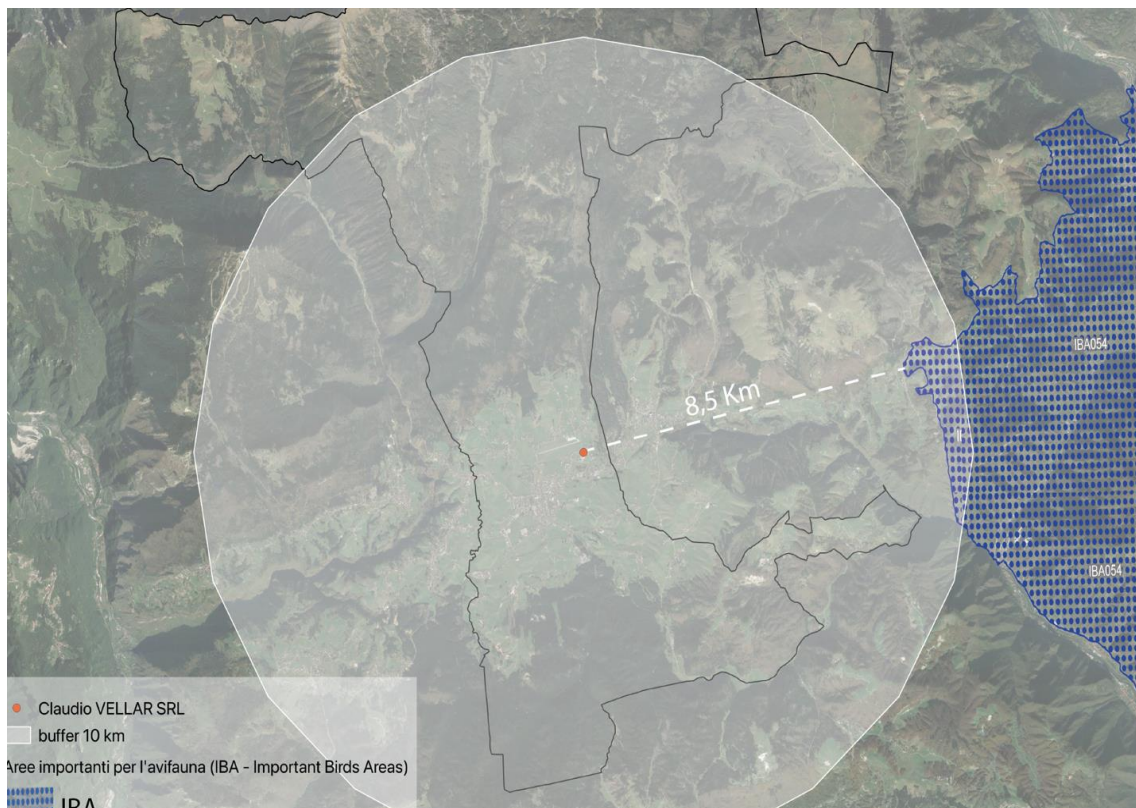 IBA054
8,5 Km
IBA054
Claudio VELLAR SRL
buffer 10 km
Aree importanti per l'avifauna (IBA - Important Birds Areas)
IBA